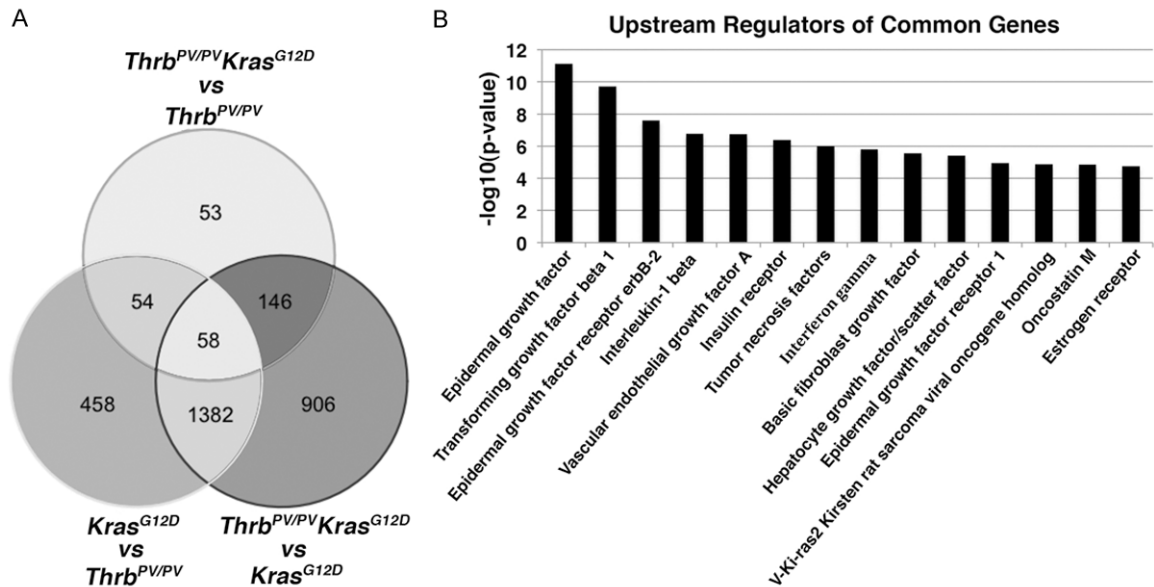 A
Thrb^PV/PV Kras^G12D
vs
Thrb^PV/PV
53
54
146
58
458
1382
906
Kras^G12D
vs
Thrb^PV/PV
Thrb^PV/PV Kras^G12D
vs
Kras^G12D
B
Upstream Regulators of Common Genes
-log10(p-value)
12
10
8
6
4
2
0
Epidermal growth factor
Transforming growth factor beta 1
Epidermal growth factor receptor erbB-2
Interleukin-1 beta
Vascular endothelial growth factor A
Insulin receptor
Tumor necrosis factors
Interferon gamma
Basic fibroblast growth factor
Hepatocyte growth factor/scatter factor
Epidermal growth factor receptor 1
V-Ki-ras2 Kirsten rat sarcoma viral oncogene homolog
Oncostatin M
Estrogen receptor